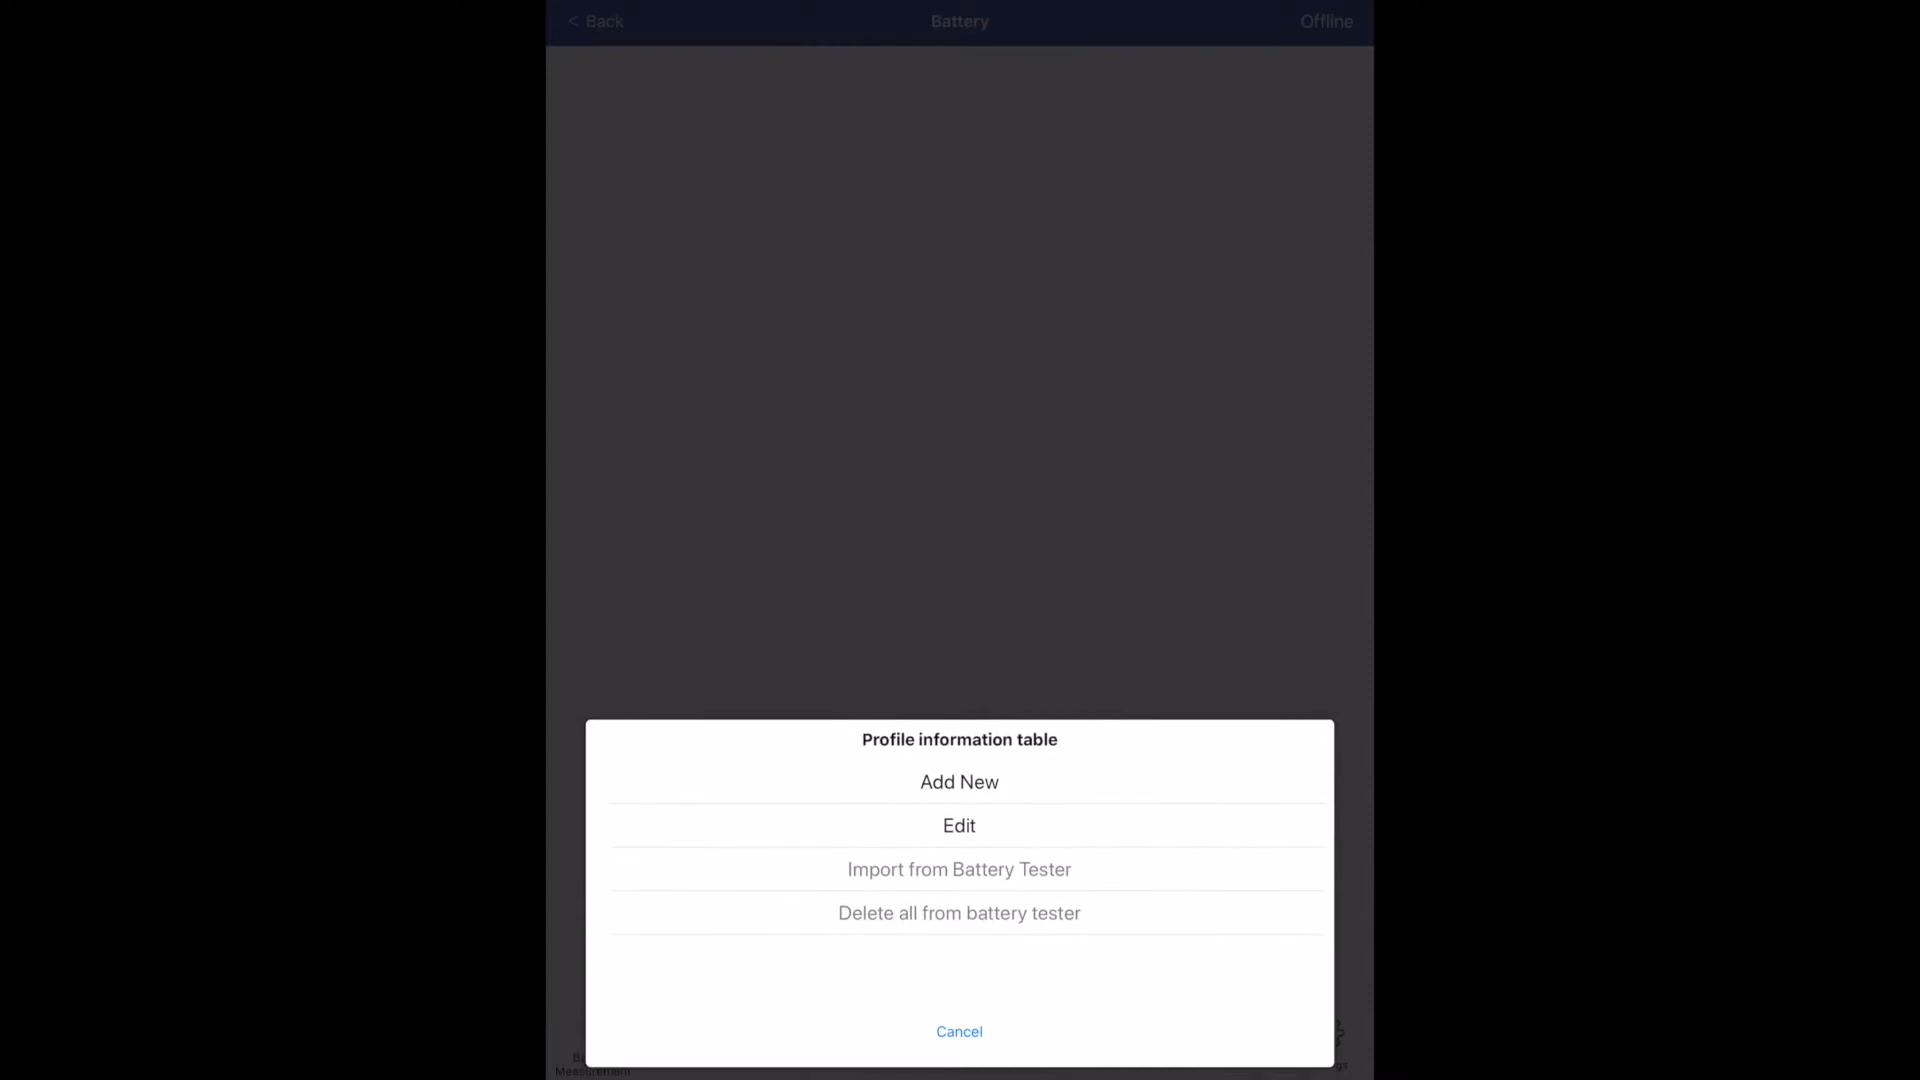 < Back
Battery
Offline
Profile information table
Add New
Edit
Import from Battery Tester
Delete all from battery tester
Cancel
Measurement